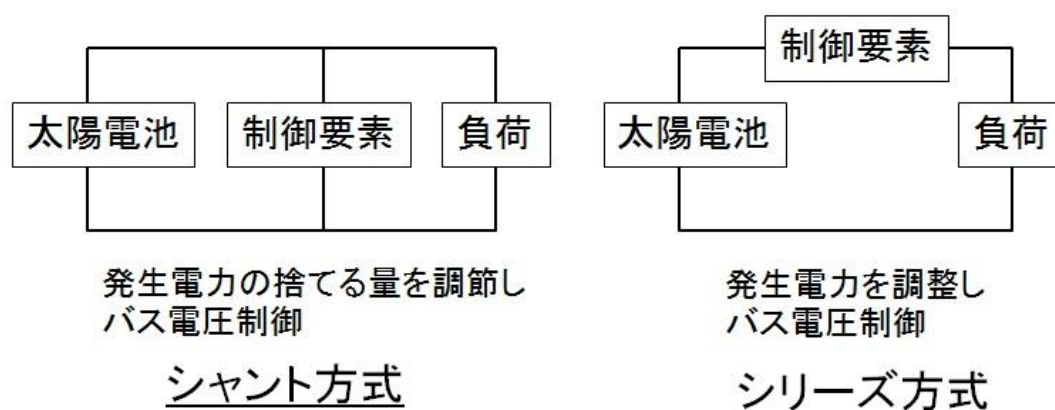 太陽電池
制御要素
負荷
発生電力の捨てる量を調節し
バス電圧制御
シャント方式
制御要素
太陽電池
負荷
発生電力を調整し
バス電圧制御
シリーズ方式